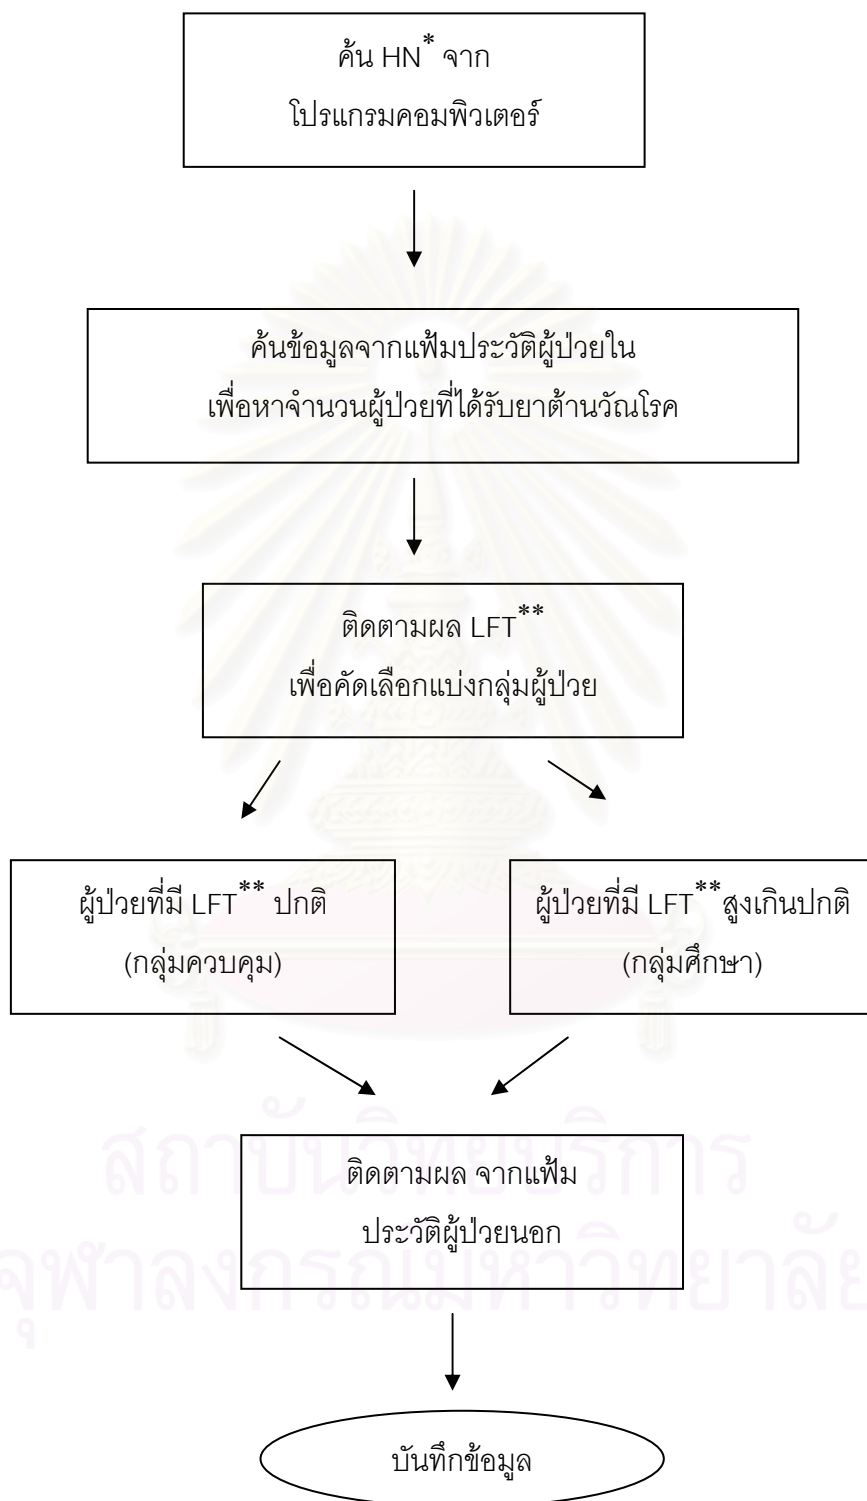 ค้น HN* จาก
โปรแกรมคอมพิวเตอร์
ค้นข้อมูลจากแฟ้มประวัติผู้ป่วยใน
เพื่อหาจำนวนผู้ป่วยที่ได้รับยาต้านวัณโรค
ติดตามผล LFT**
เพื่อคัดเลือกแบ่งกลุ่มผู้ป่วย
ผู้ป่วยที่มี LFT** ปกติ
(กลุ่มควบคุม)
ผู้ป่วยที่มี LFT**สูงเกินปกติ
(กลุ่มศึกษา)
ติดตามผล จากแฟ้ม
ประวัติผู้ป่วยนอก
สถาบันวิทยบริการ
จุฬาลงกรณ์มหาวิทยาลัย
บันทึกข้อมูล